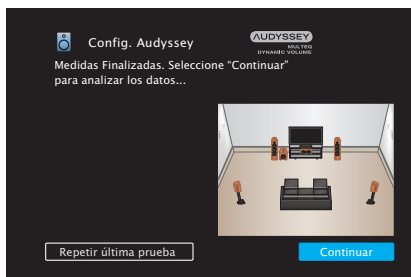 Config. Audyssey
AUDYSSEY
MULTEQ
DYNAMIC VOLUME
Medidas Finalizadas. Seleccione “Continuar”
para analizar los datos...
Repetir última prueba
Continuar